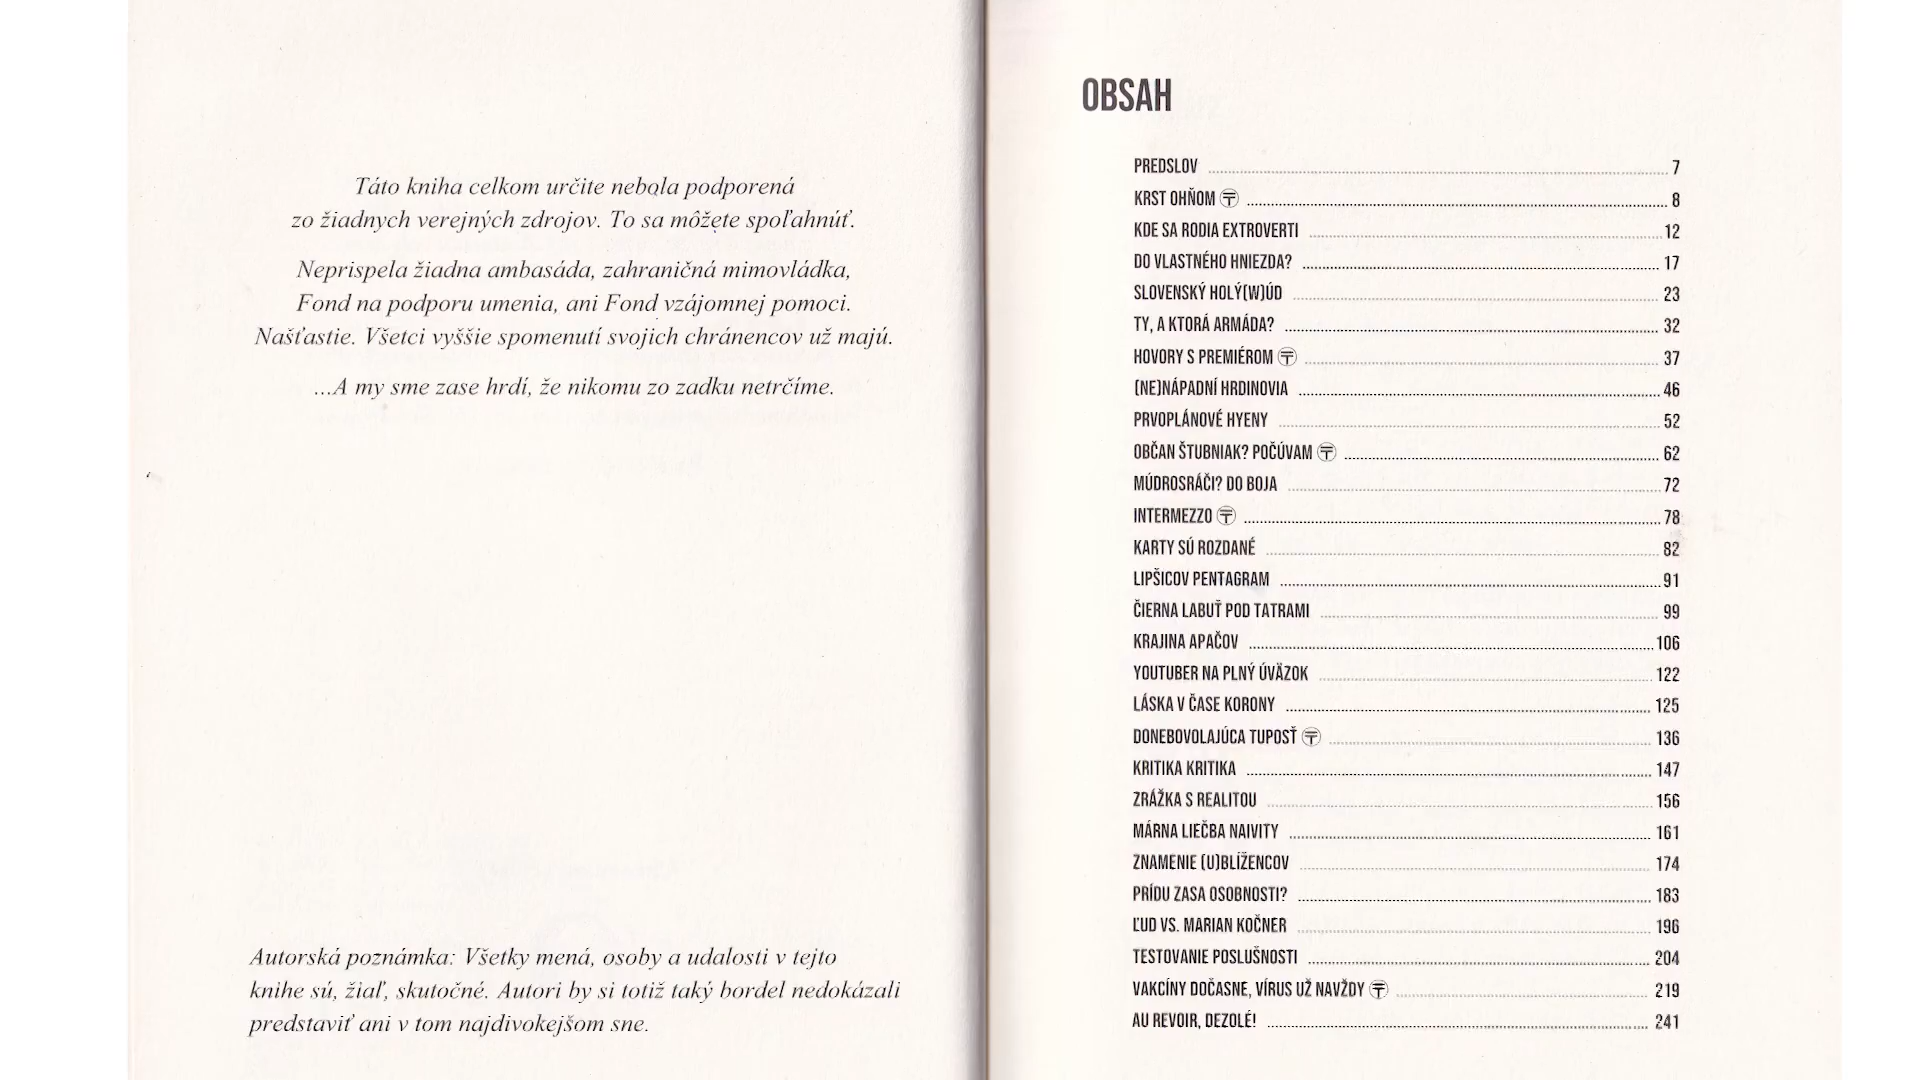 Táto kniha celkom určite nebola podporená
zo žiadnych verejných zdrojov. To sa môžete spoľahnúť.
Neprispela žiadna ambasáda, zahraničná mimovládka,
Fond na podporu umenia, ani Fond vzájomnej pomoci.
Našťastie. Všetci vyššie spomenutí svojich chránencov už majú.
...A my sme zase hrdí, že nikomu zo zadku netrčíme.
Autorská poznámka: Všetky mená, osoby a udalosti v tejto
knihe sú, žiaľ, skutočné. Autori by si totiž taký bordel nedokázali
predstaviť ani v tom najdivokejšom sne.
OBSAH
PREDSLOV 7
KRST OHŇOM 〶 8
KDE SA RODIA EXTROVERTI 12
DO VLASTNÉHO HNIEZDA? 17
SLOVENSKÝ HOLÝ(W)ÚD 23
TY, A KTORÁ ARMÁDA? 32
HOVORY S PREMIÉROM 〶 37
(NE)NÁPADNÍ HRDINOVIA 46
PRVOPLÁNOVÉ HYENY 52
OBČAN ŠTUBNIAK? POČÚVAM 〶 62
MÚDROSRÁČI? DO BOJA 72
INTERMEZZO 〶 78
KARTY SÚ ROZDANÉ 82
LIPŠICOV PENTAGRAM 91
ČIERNA LABUŤ POD TATRAMI 99
KRAJINA APAČOV 106
YOUTUBER NA PLNÝ ÚVÄZOK 122
LÁSKA V ČASE KORONY 125
DONEBOVOLAJÚCA TUPOSŤ 〶 136
KRITIKA KRITIKA 147
ZRÁŽKA S REALITOU 156
MÁRNA LIEČBA NAIVITY 161
ZNAMENIE (U)BLÍŽENCOV 174
PRÍDU ZASA OSOBNOSTI? 183
ĽUD VS. MARIAN KOČNER 196
TESTOVANIE POSLUŠNOSTI 204
VAKCÍNY DOČASNE, VÍRUS UŽ NAVŽDY 〶 219
AU REVOIR, DEZOLÉ! 241